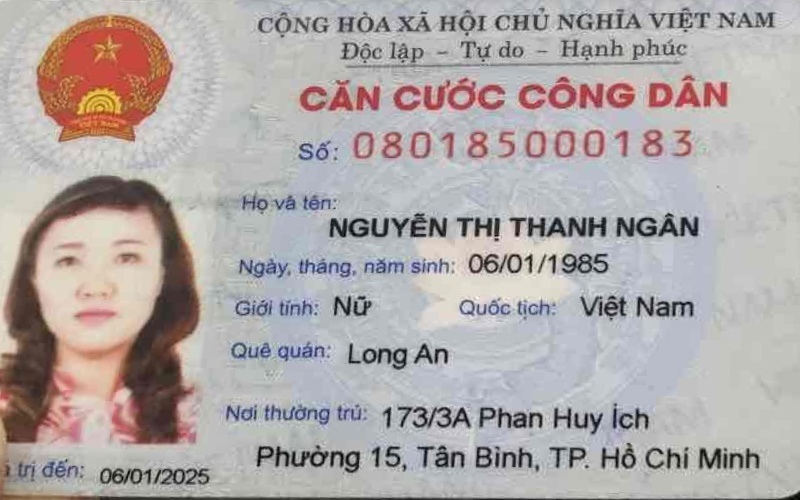 CỘNG HÒA XÃ HỘI CHỦ NGHĨA VIỆT NAM
Độc lập – Tự do – Hạnh phúc
CĂN CƯỚC CÔNG DÂN
Số: 080185000183
Họ và tên:
NGUYỄN THỊ THANH NGÂN
Ngày, tháng, năm sinh: 06/01/1985
Giới tính: Nữ Quốc tịch: Việt Nam
Quê quán: Long An
Nơi thường trú: 173/3A Phan Huy Ích
Phường 15, Tân Bình, TP. Hồ Chí Minh
trị đến: 06/01/2025